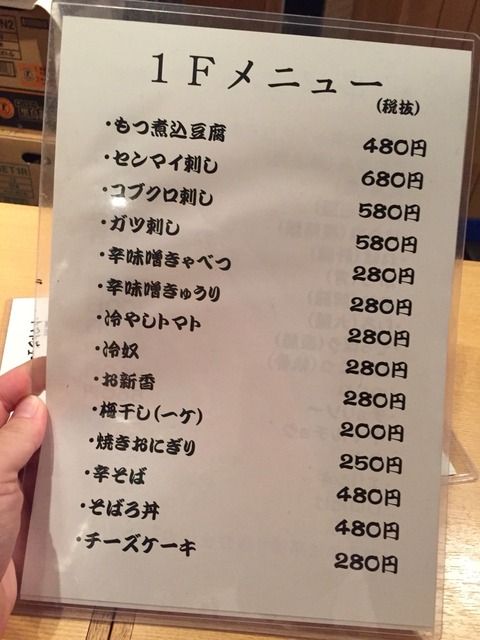 1Fメニュー
(税抜)
・もつ煮込豆腐 480円
・センマイ刺し 680円
・コブクロ刺し 580円
・ガツ刺し 580円
・辛味噌きゃべつ 280円
・辛味噌きゅうり 280円
・冷やしトマト 280円
・冷奴 280円
・お新香 280円
・梅干し(一ケ) 200円
・焼きおにぎり 250円
・辛そば 480円
・そぼろ丼 480円
・チーズケーキ 280円